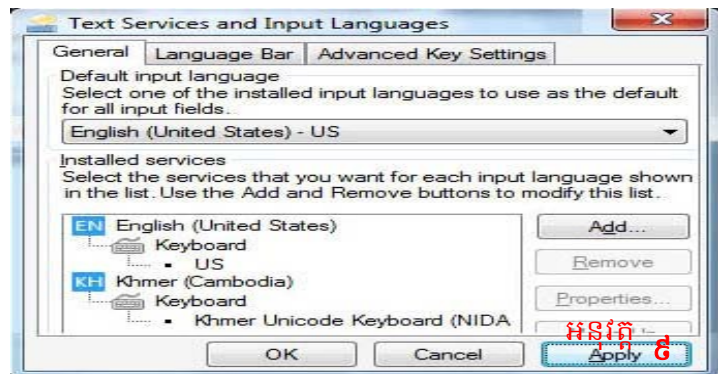 Text Services and Input Languages
General
Language Bar
Advanced Key Settings
Default input language
Select one of the installed input languages to use as the default
for all input fields.
English (United States) - US
Installed services
Select the services that you want for each input language shown
in the list. Use the Add and Remove buttons to modify this list.
EN English (United States)
Keyboard
US
KH Khmer (Cambodia)
Keyboard
Khmer Unicode Keyboard (NIDA
Add...
Remove
Properties...
អនុវត្ត ៩
OK
Cancel
Apply